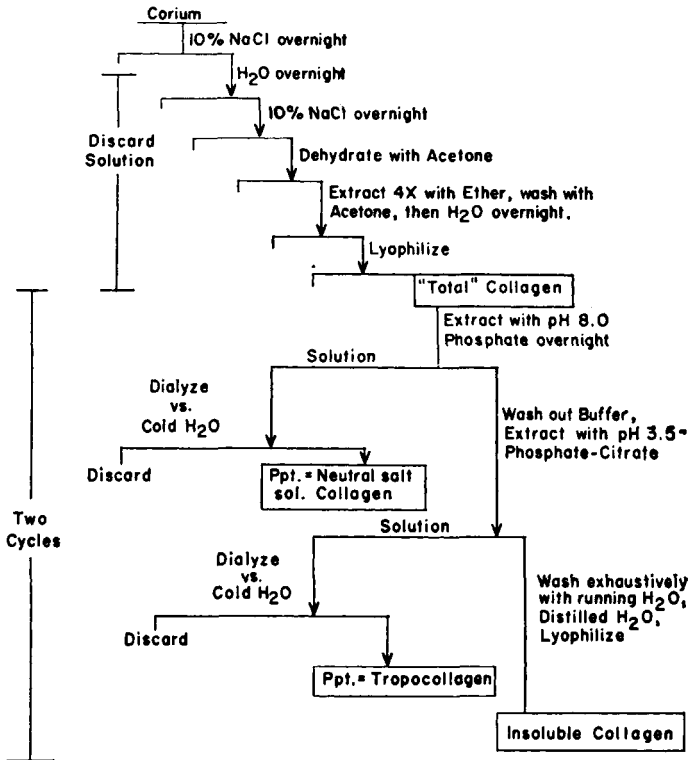 Corium
10% NaCl overnight
H2O overnight
10% NaCl overnight
Discard
Solution
Dehydrate with Acetone
Extract 4X with Ether, wash with
Acetone, then H2O overnight.
Lyophilize
"Total" Collagen
Extract with pH 8.0
Phosphate overnight
Solution
Dialyze
vs.
Cold H2O
Wash out Buffer,
Extract with pH 3.5-
Phosphate-Citrate
Discard
Ppt.= Neutral salt
sol. Collagen
Two
Cycles
Solution
Dialyze
vs.
Cold H2O
Wash exhaustively
with running H2O,
Distilled H2O,
Lyophilize
Discard
Ppt.= Tropocollagen
Insoluble Collagen